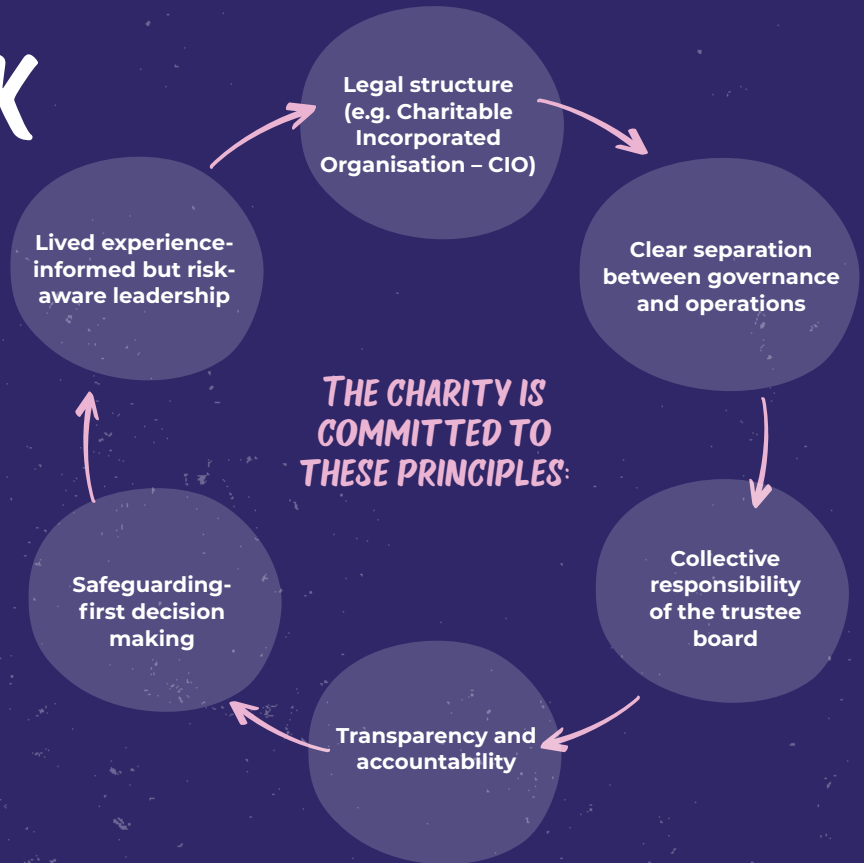 K
Legal structure
(e.g. Charitable
Incorporated
Organisation – CIO)
Clear separation
between governance
and operations
Collective
responsibility
of the trustee
board
Transparency and
accountability
Safeguarding-
first decision
making
Lived experience-
informed but risk-
aware leadership
THE CHARITY IS
COMMITTED TO
THESE PRINCIPLES: